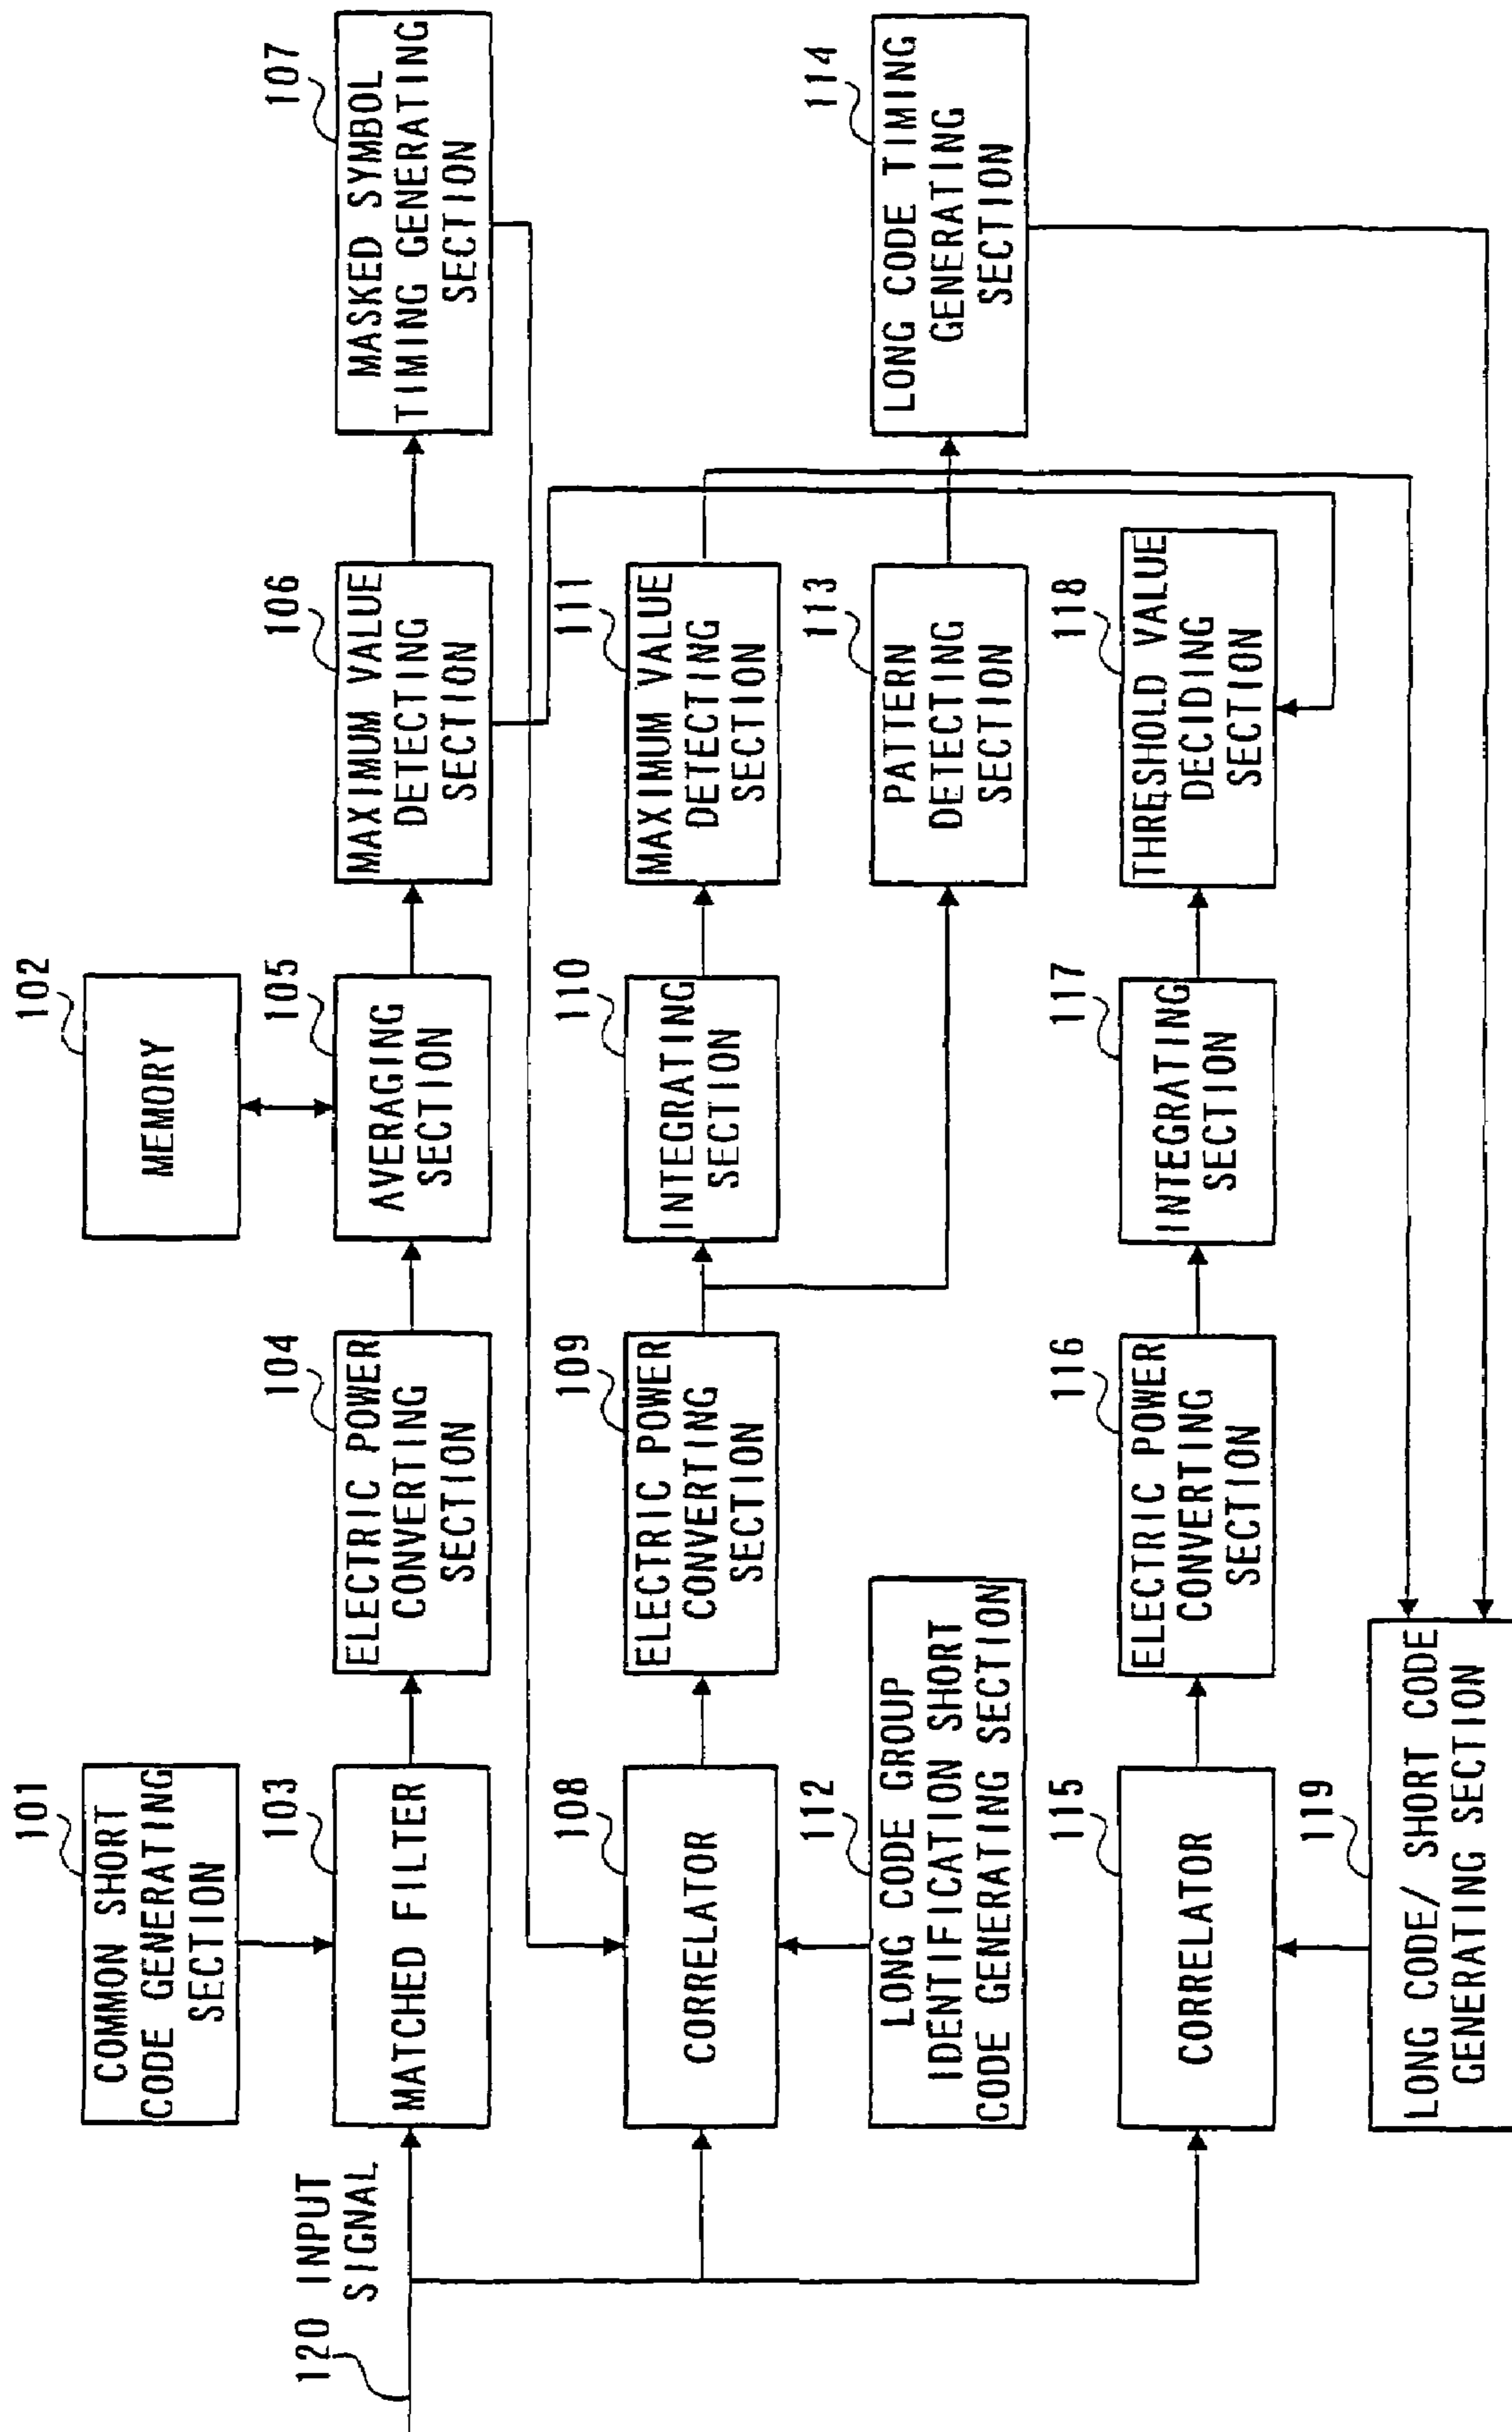 101
COMMON SHORT
CODE GENERATING
SECTION
102
MEMORY
120 INPUT
SIGNAL
103
MATCHED FILTER
104
ELECTRIC POWER
CONVERTING
SECTION
105
AVERAGING
SECTION
106
MAXIMUM VALUE
DETECTING
SECTION
107
MASKED SYMBOL
TIMING GENERATING
SECTION
108
CORRELATOR
109
ELECTRIC POWER
CONVERTING
SECTION
110
INTEGRATING
SECTION
111
MAXIMUM VALUE
DETECTING
SECTION
112
LONG CODE GROUP
IDENTIFICATION SHORT
CODE GENERATING SECTION
113
PATTERN
DETECTING
SECTION
114
LONG CODE TIMING
GENERATING
SECTION
115
CORRELATOR
116
ELECTRIC POWER
CONVERTING
SECTION
117
INTEGRATING
SECTION
118
THRESHOLD VALUE
DECIDING
SECTION
119
LONG CODE/ SHORT CODE
GENERATING SECTION